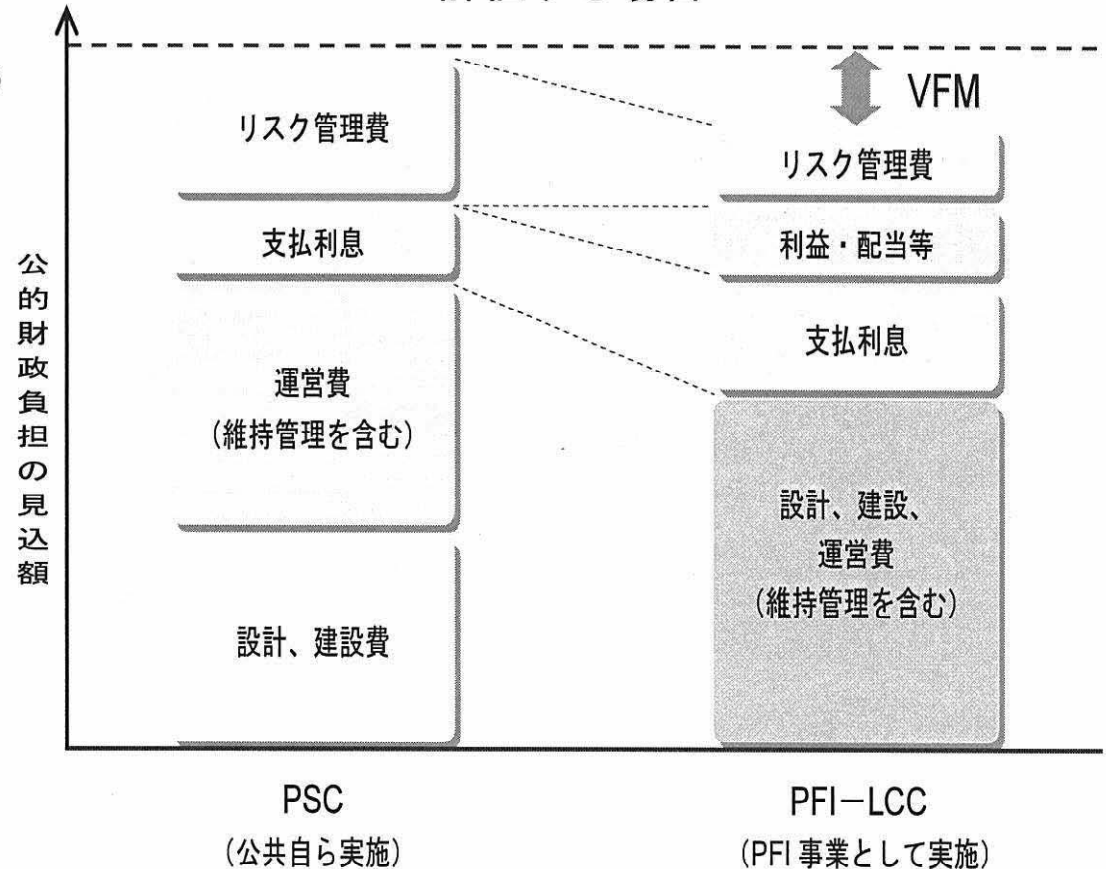 VFM
リスク管理費
リスク管理費
支払利息
利益・配当等
支払利息
運営費
(維持管理を含む)
設計、建設、
運営費
(維持管理を含む)
設計、建設費
公的財政負担の見込額
PSC
(公共自ら実施)
PFI－LCC
(PFI 事業として実施)